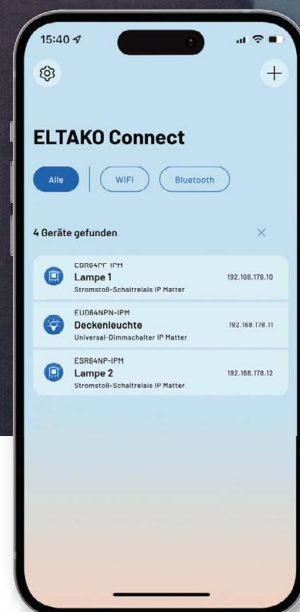 15:40
ELTAKO Connect
Alle
WiFi
Bluetooth
4 Geräte gefunden
Lampe 1
192.168.178.10
Stromstoß-Schaltrelais IP Matter
EUD64NPN-IPM
Deckenleuchte
192.168.178.11
Universal-Dimmschalter IP Matter
ESR64NP-IPM
Lampe 2
192.168.178.12
Stromstoß-Schaltrelais IP Matter